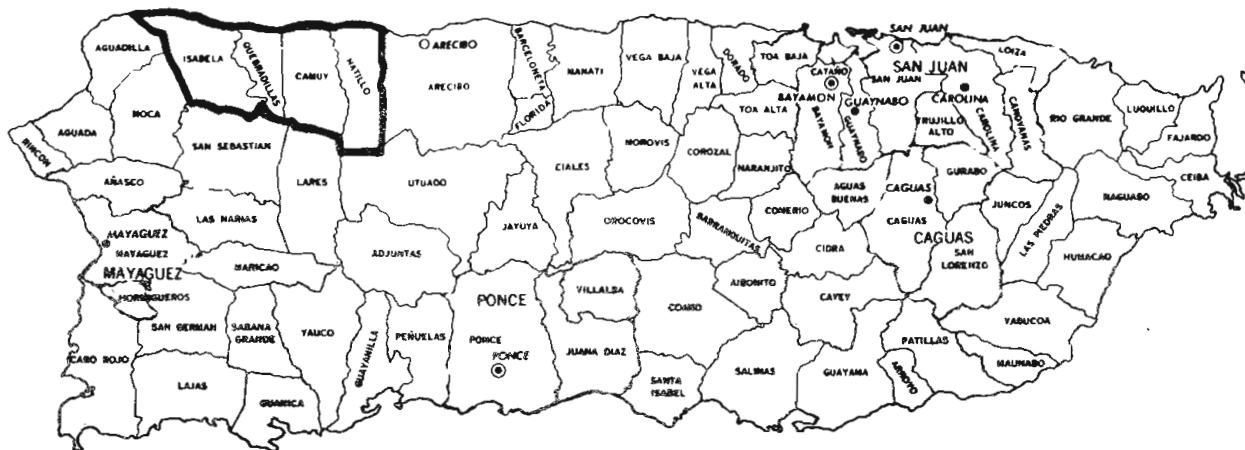 AGUADILLA
ISABELA
QUEBRADILLAS
CAMUY
HATILLO
ARECIBO
ARECIBO
BARCELONETA
FLORIDA
MANATI
VEGA BAJA
VEGA
ALTA
DORADO
TOA BAJA
TOA ALTA
CATAÑO
BAYAMON
BAYAMON
SAN JUAN
SAN JUAN
SAN JUAN
GUAYNABO
GUAYNABO
CAROLINA
CAROLINA
TRUJILLO
ALTO
LOIZA
CANOVANAS
RIO GRANDE
LUQUILLO
FAJARDO
CEIBA
MOCA
AGUADA
RINCON
AÑASCO
SAN SEBASTIAN
LARES
UTUADO
CIALES
MOROVIS
COROZAL
NARANJITO
AGUAS
BUENAS
CAGUAS
CAGUAS
CAGUAS
GURABO
JUNCOS
LAS PIEDRAS
NAGUABO
HUMACAO
LAS MARIAS
MAYAGUEZ
MAYAGUEZ
MAYAGUEZ
HORMIGUEROS
MARICAO
ADJUNTAS
JAYUYA
OROCOVIS
BARRANQUITAS
COMERIO
CIDRA
SAN
LORENZO
YABUCOA
MAUNABO
PATILLAS
ARROYO
GUAYAMA
CAYEY
AIBONITO
SALINAS
COAMO
SANTA
ISABEL
VILLALBA
JUANA DIAZ
PONCE
PONCE
PONCE
PEÑUELAS
GUAYANILLA
YAUCO
GUANICA
SABANA
GRANDE
SAN GERMAN
LAJAS
CABO ROJO